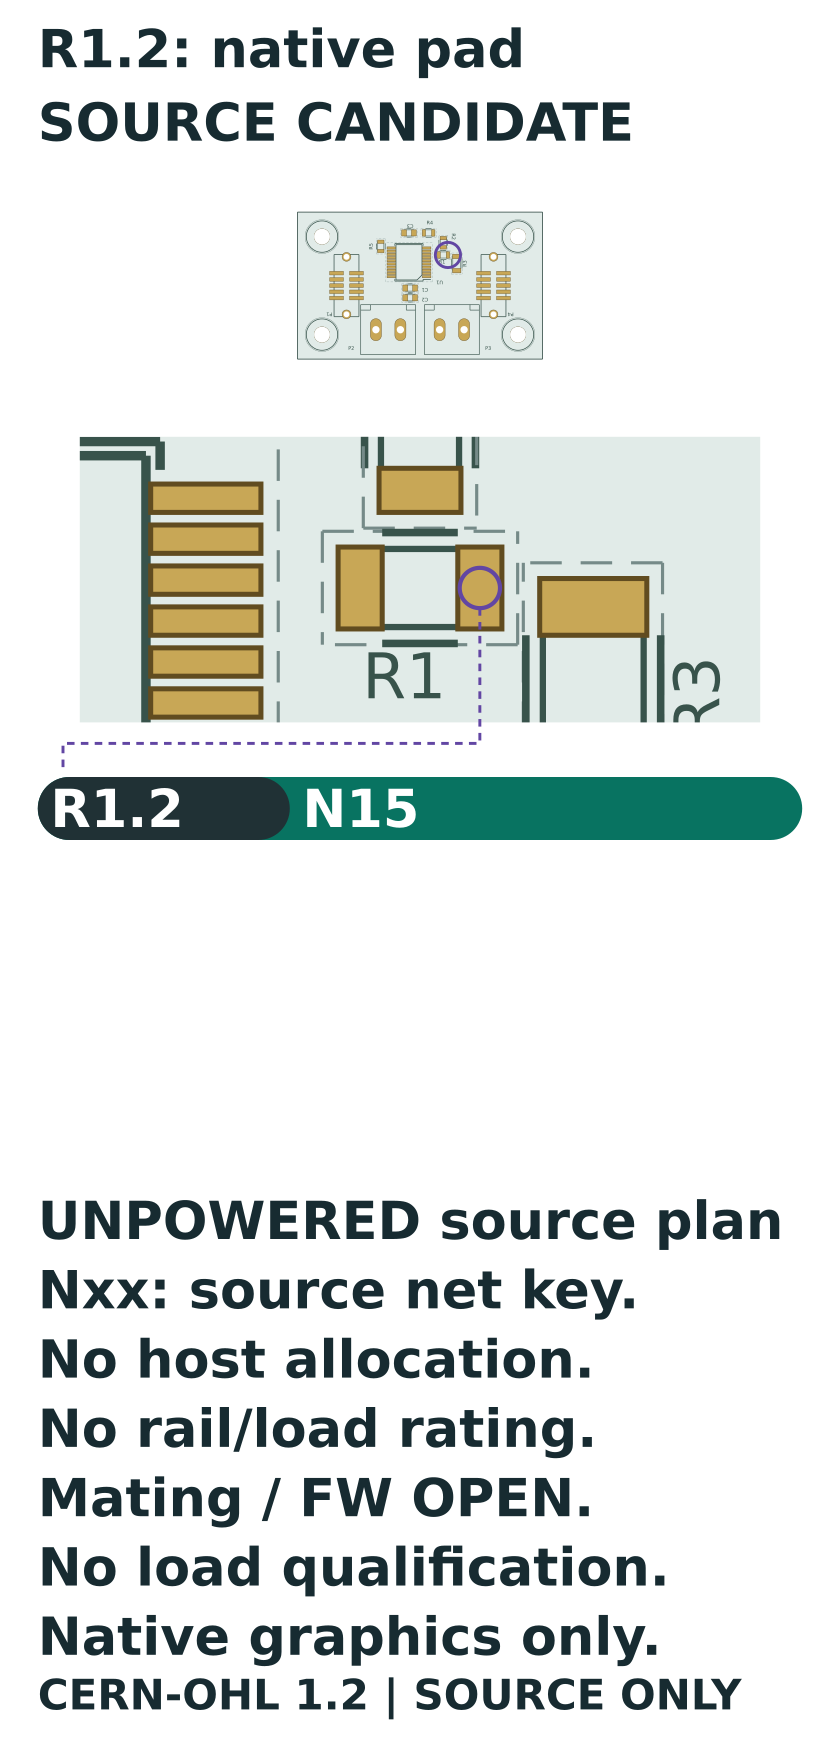 R1.2: native pad
SOURCE CANDIDATE
R1
R3
R1.2 N15
UNPOWERED source plan
Nxx: source net key.
No host allocation.
No rail/load rating.
Mating / FW OPEN.
No load qualification.
Native graphics only.
CERN-OHL 1.2 | SOURCE ONLY